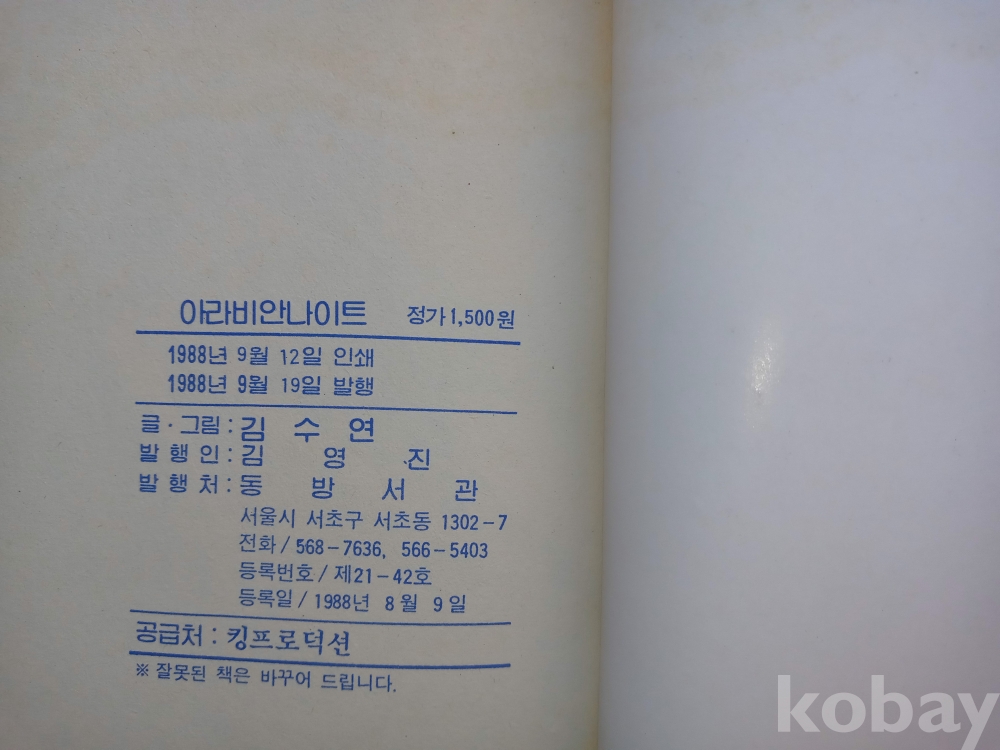 아라비안나이트 정가 1,500원
1988년 9월 12일 인쇄
1988년 9월 19일 발행
글·그림 : 김 수 연
발 행 인 : 김 영 진
발 행 처 : 동 방 서 관
서울시 서초구 서초동 1302-7
전화 / 568-7636, 566-5403
등록번호 / 제21-42호
등록일 / 1988년 8월 9일
공급처 : 킹프로덕션
※ 잘못된 책은 바꾸어 드립니다.
kobay